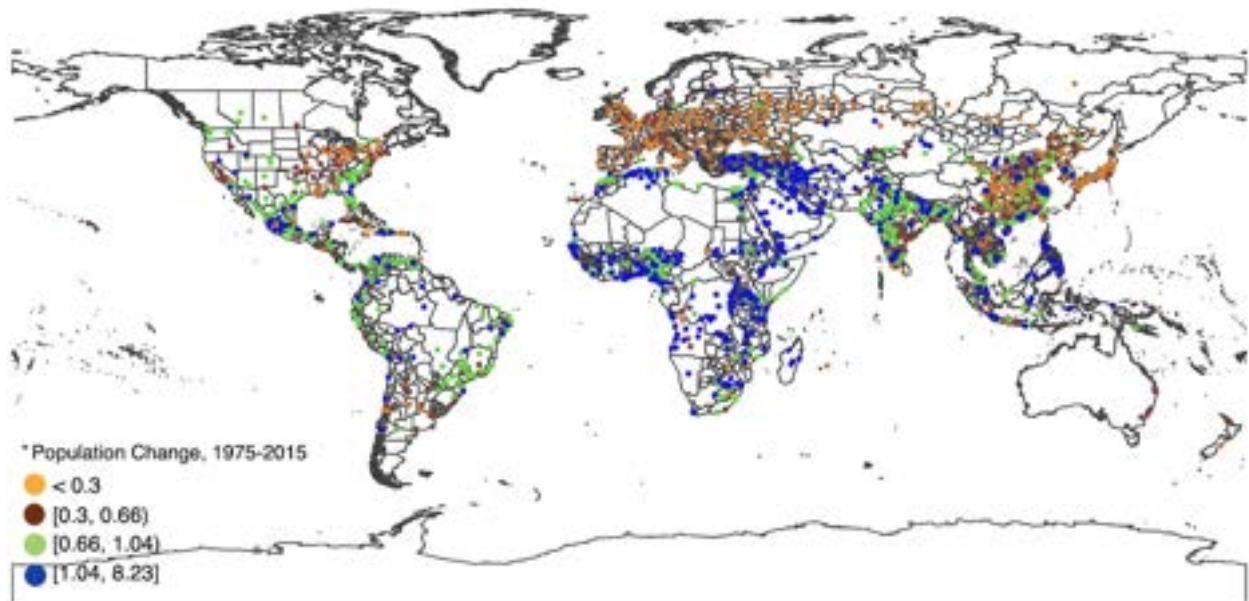 * Population Change, 1975-2015
< 0.3
[0.3, 0.66)
[0.66, 1.04)
[1.04, 8.23]